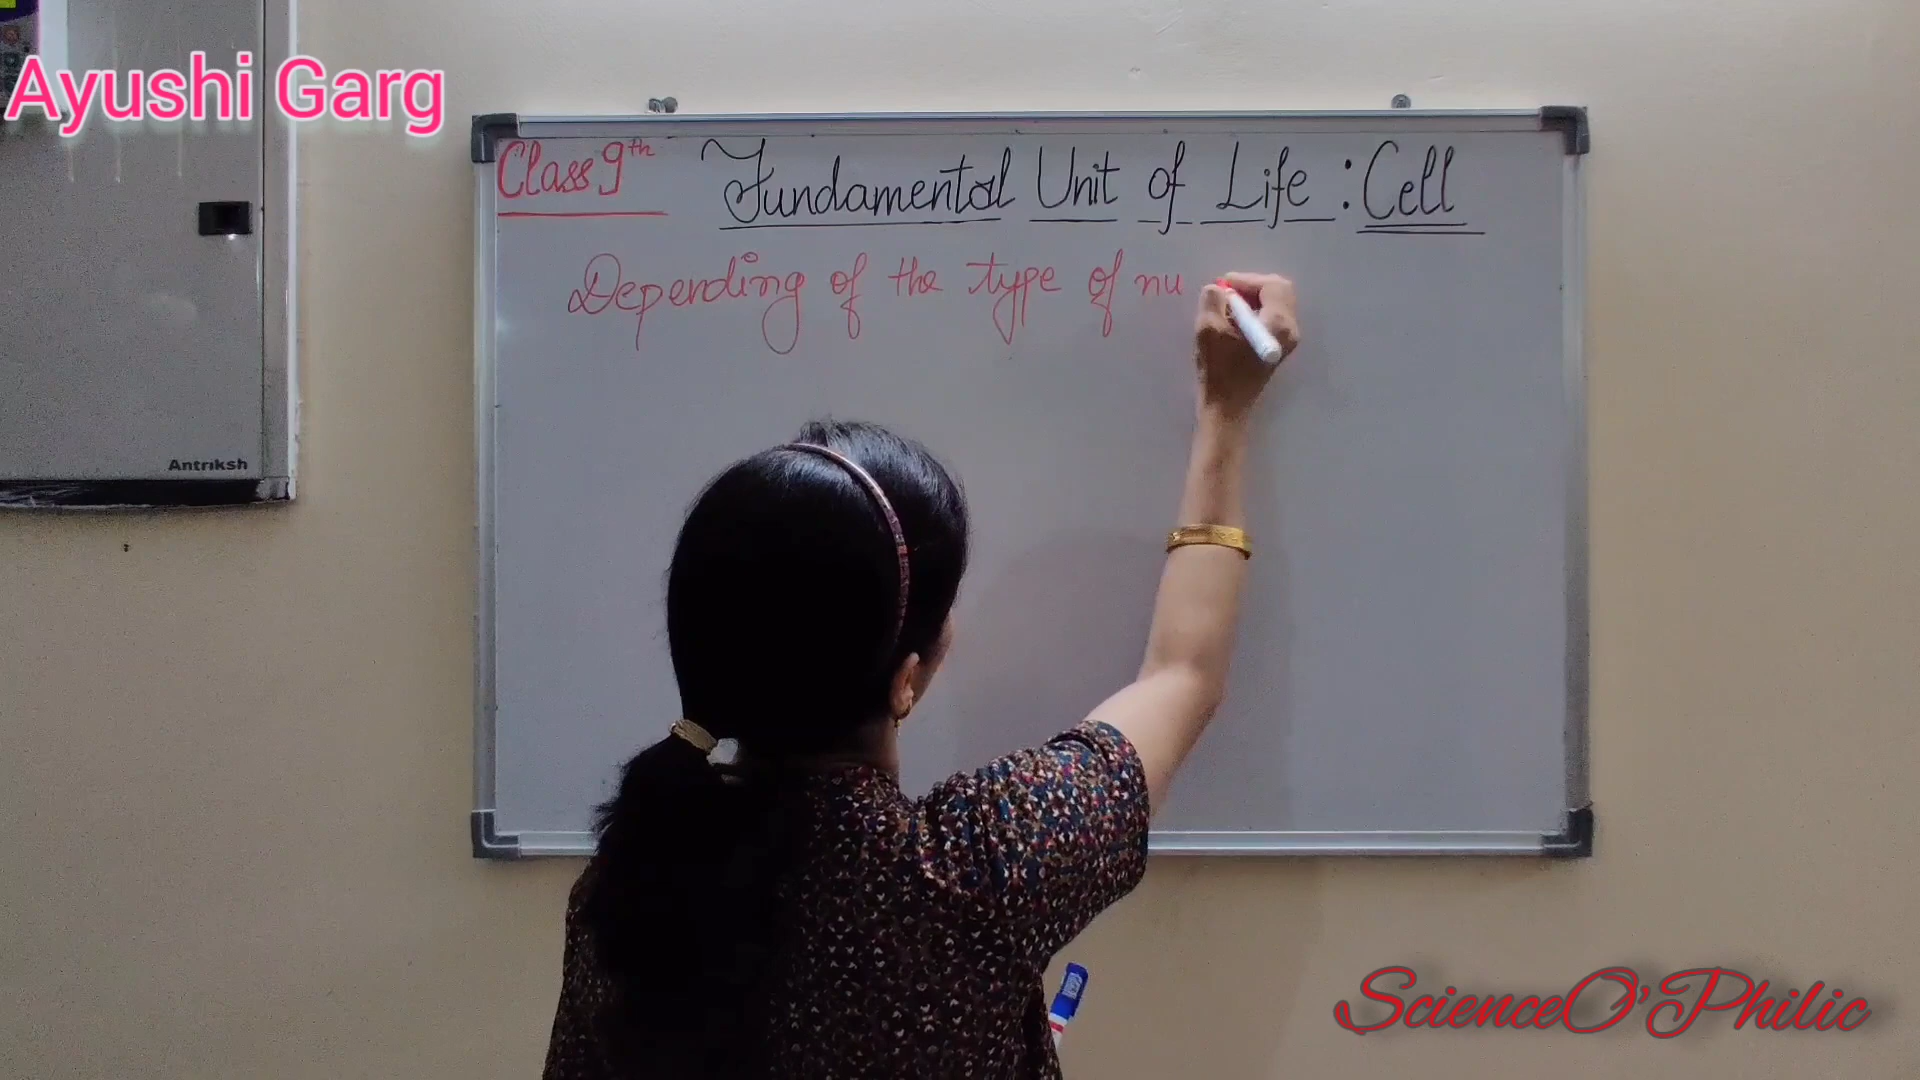 Ayushi Garg
Class 9th Fundamental Unit of Life : Cell
Depending of the type of nu
Antriksh
ScienceO'Philic